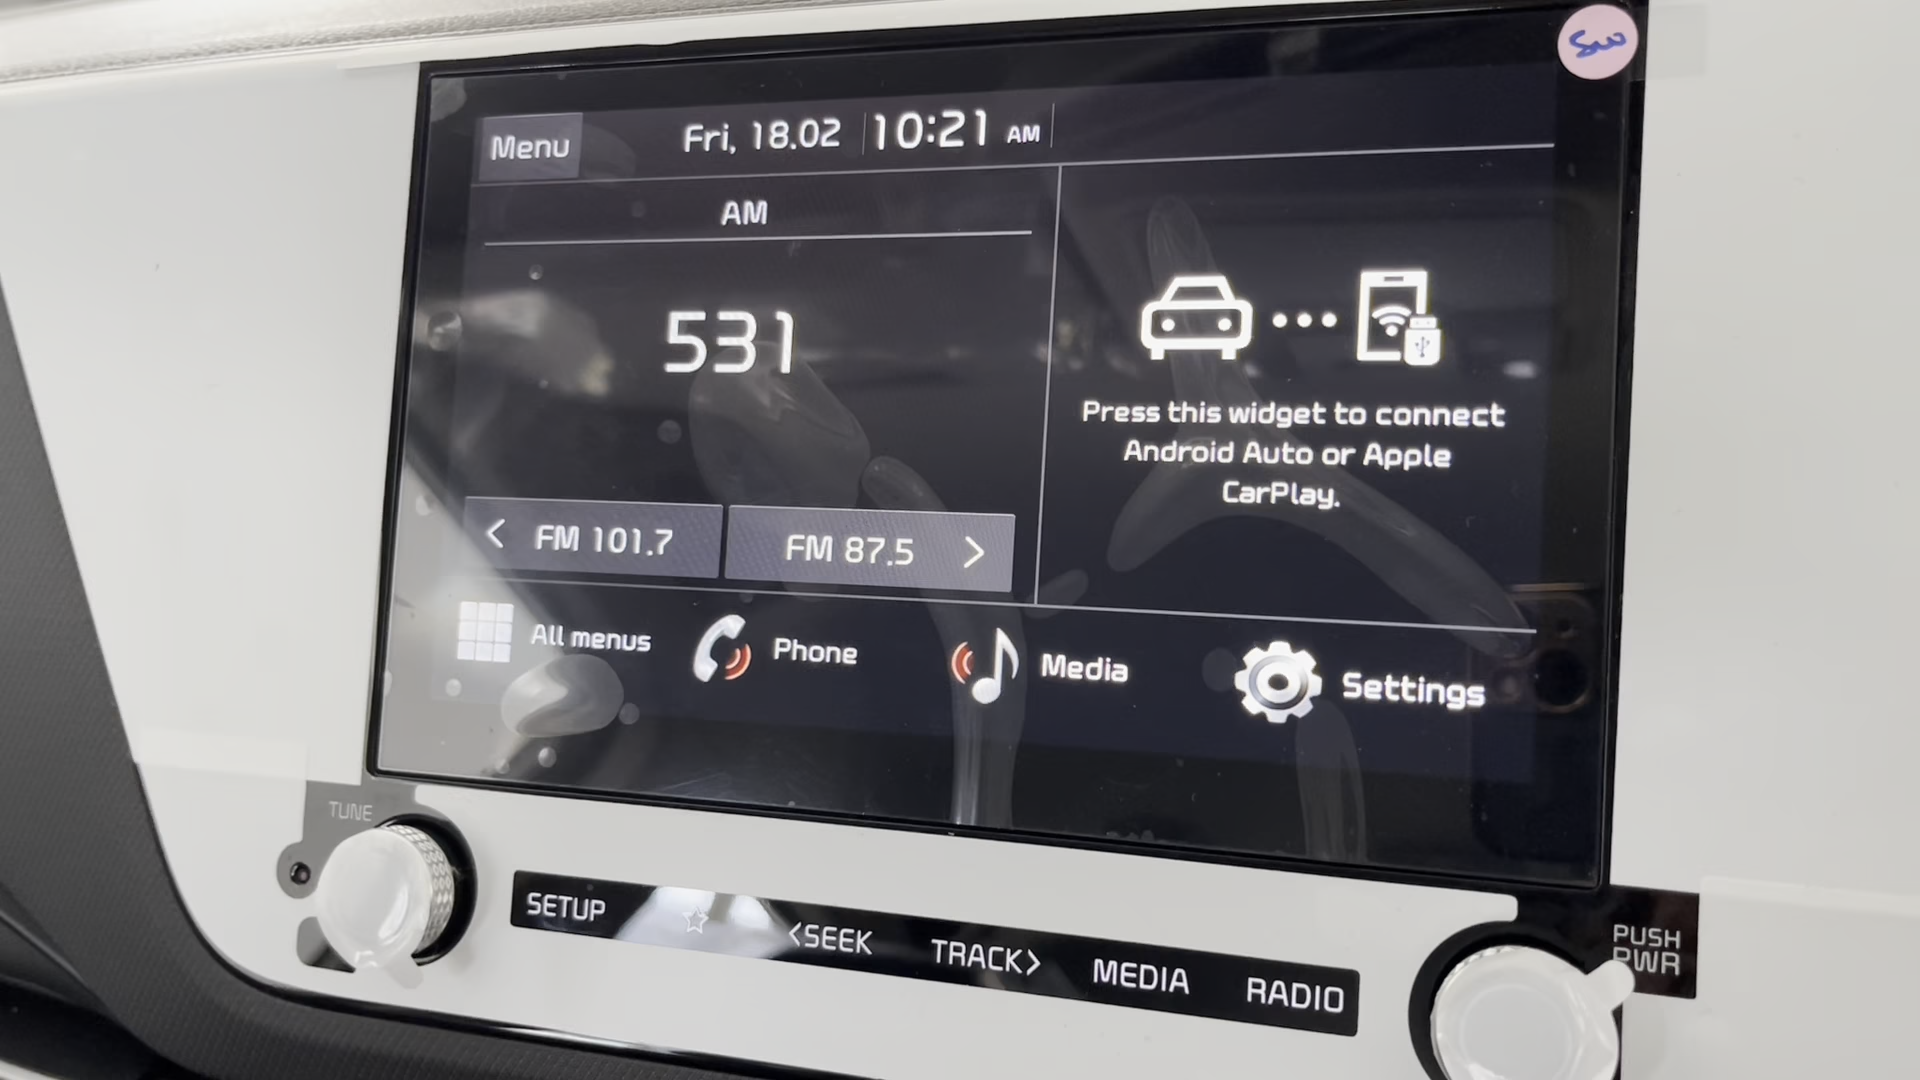 Menu
Fri, 18.02
10:21 AM
AM
531
Press this widget to connect
Android Auto or Apple
CarPlay.
< FM 101.7
FM 87.5 >
All menus
Phone
Media
Settings
TUNE
SETUP
☆
<SEEK
TRACK>
MEDIA
RADIO
PUSH
PWR